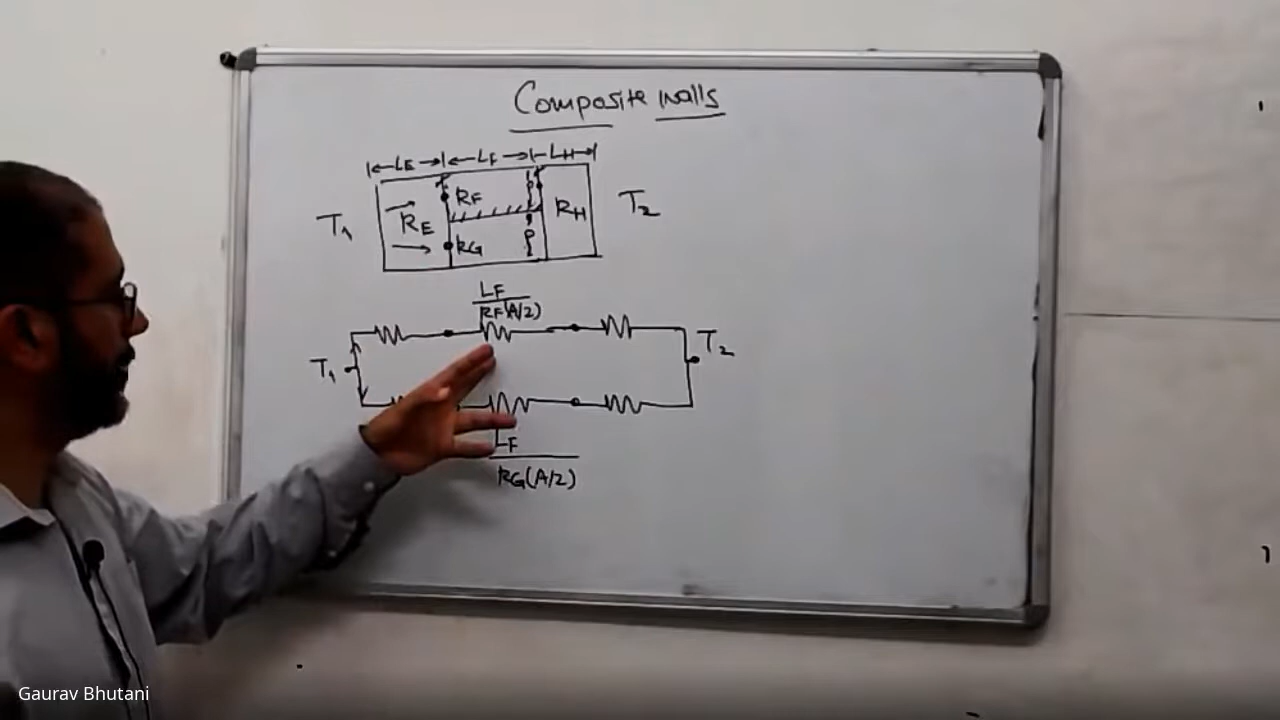 Composite walls
LE LF LH
T1 RE RF RH T2
RG
LF
RF(A/2)
T1 T2
LF
RG(A/2)
Gaurav Bhutani